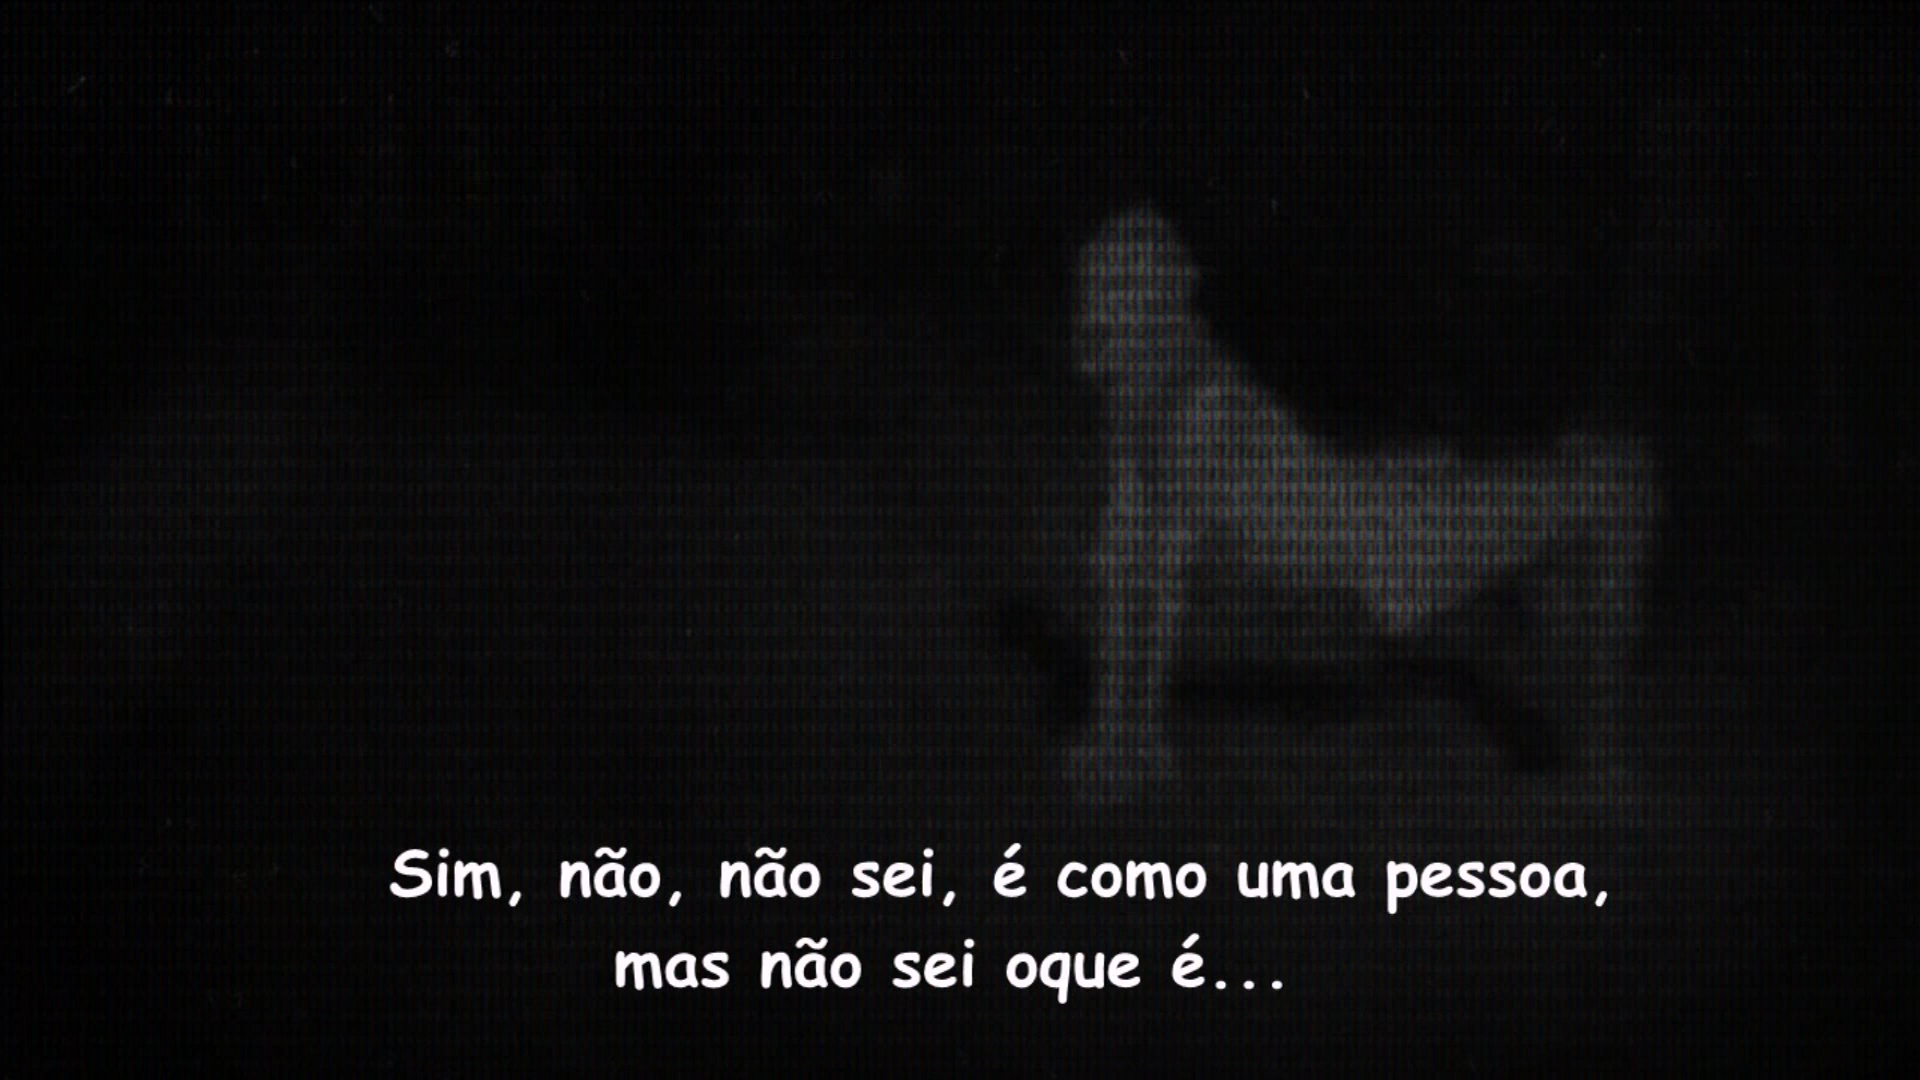 Sim, não, não sei, é como uma pessoa,
mas não sei oque é...